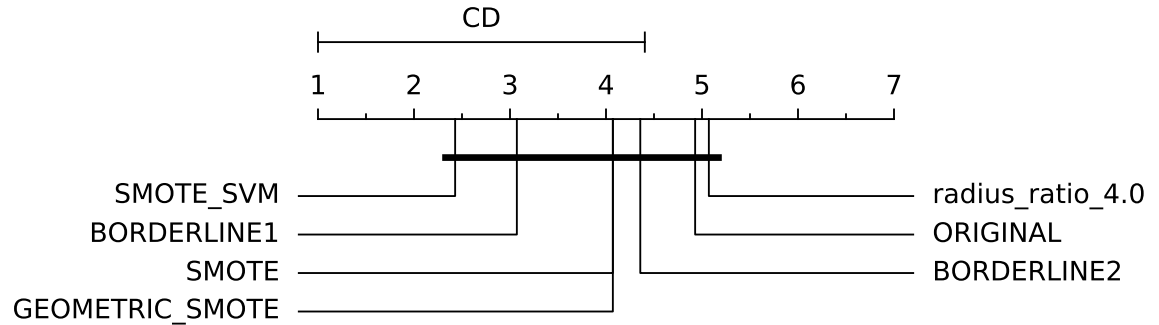 CD
1 2 3 4 5 6 7
SMOTE_SVM radius_ratio_4.0
BORDERLINE1 ORIGINAL
SMOTE BORDERLINE2
GEOMETRIC_SMOTE